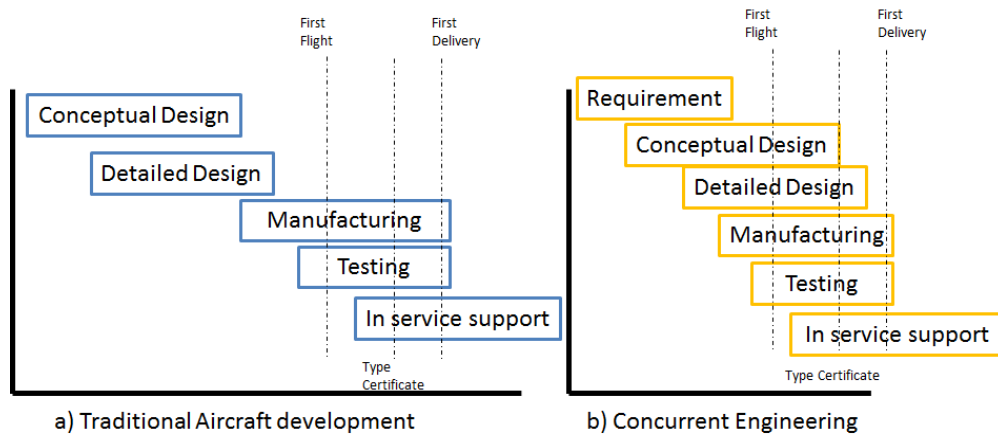 First
Flight
First
Delivery
Conceptual Design
Detailed Design
Manufacturing
Testing
In service support
Type
Certificate
a) Traditional Aircraft development
First
Flight
First
Delivery
Requirement
Conceptual Design
Detailed Design
Manufacturing
Testing
In service support
Type Certificate
b) Concurrent Engineering